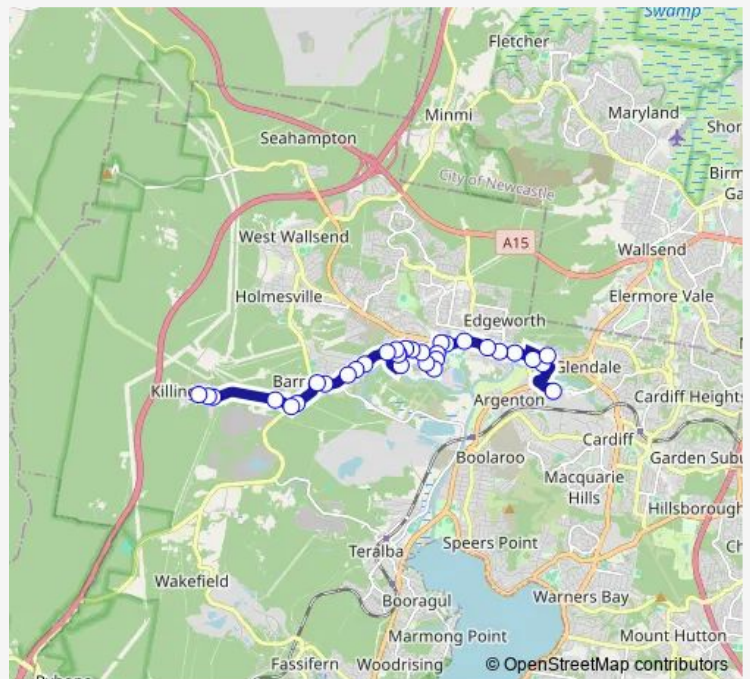 Swamp
Fletcher
Minmi
Maryland
Shor
Seahampton
City of Newcastle
Birm
Ga
West Wallsend
A15
Wallsend
Holmesville
Elermore Vale
Edgeworth
Barr
Glendale
Killin
Argenton
Cardiff Heights
Cardiff
Boolaroo
Garden Subu
Macquarie
Hills
Hillsborough
Teralba
Speers Point
Ch
Wakefield
Booragul
Warners Bay
Marmong Point
Mount Hutton
Fassifern
Woodrising
© OpenStreetMap contributors